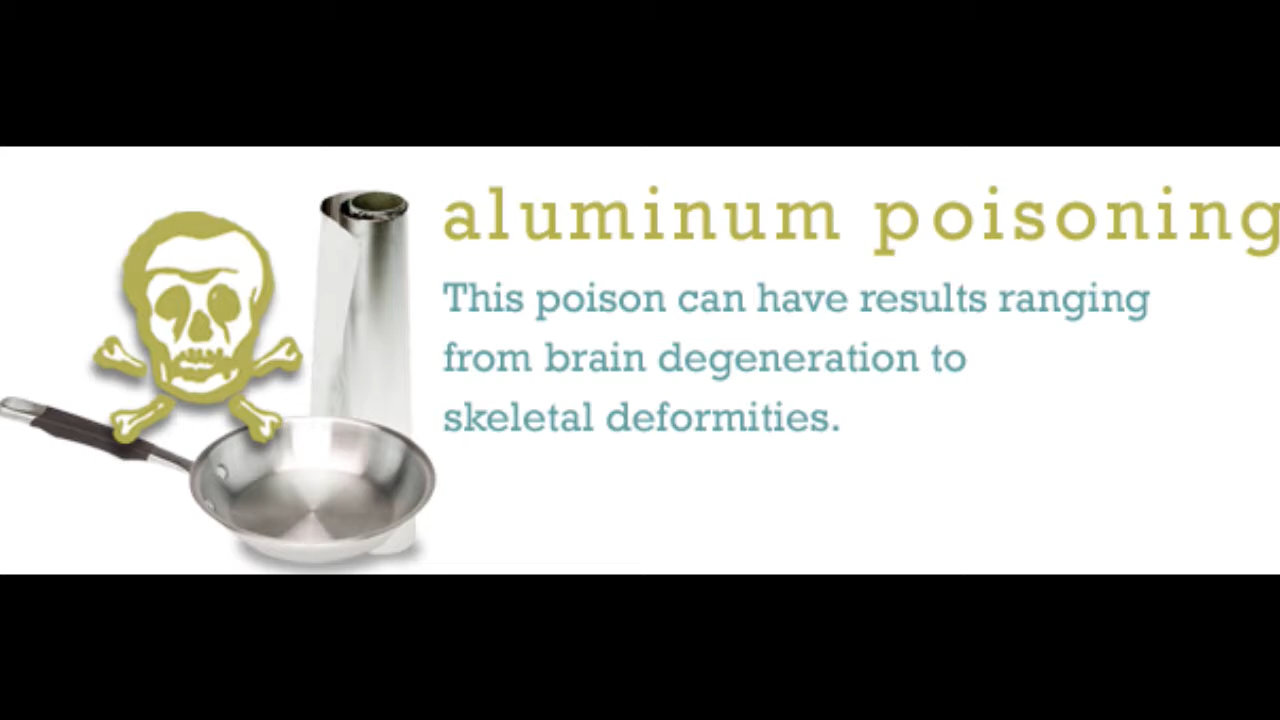 aluminum poisoning
This poison can have results ranging
from brain degeneration to
skeletal deformities.